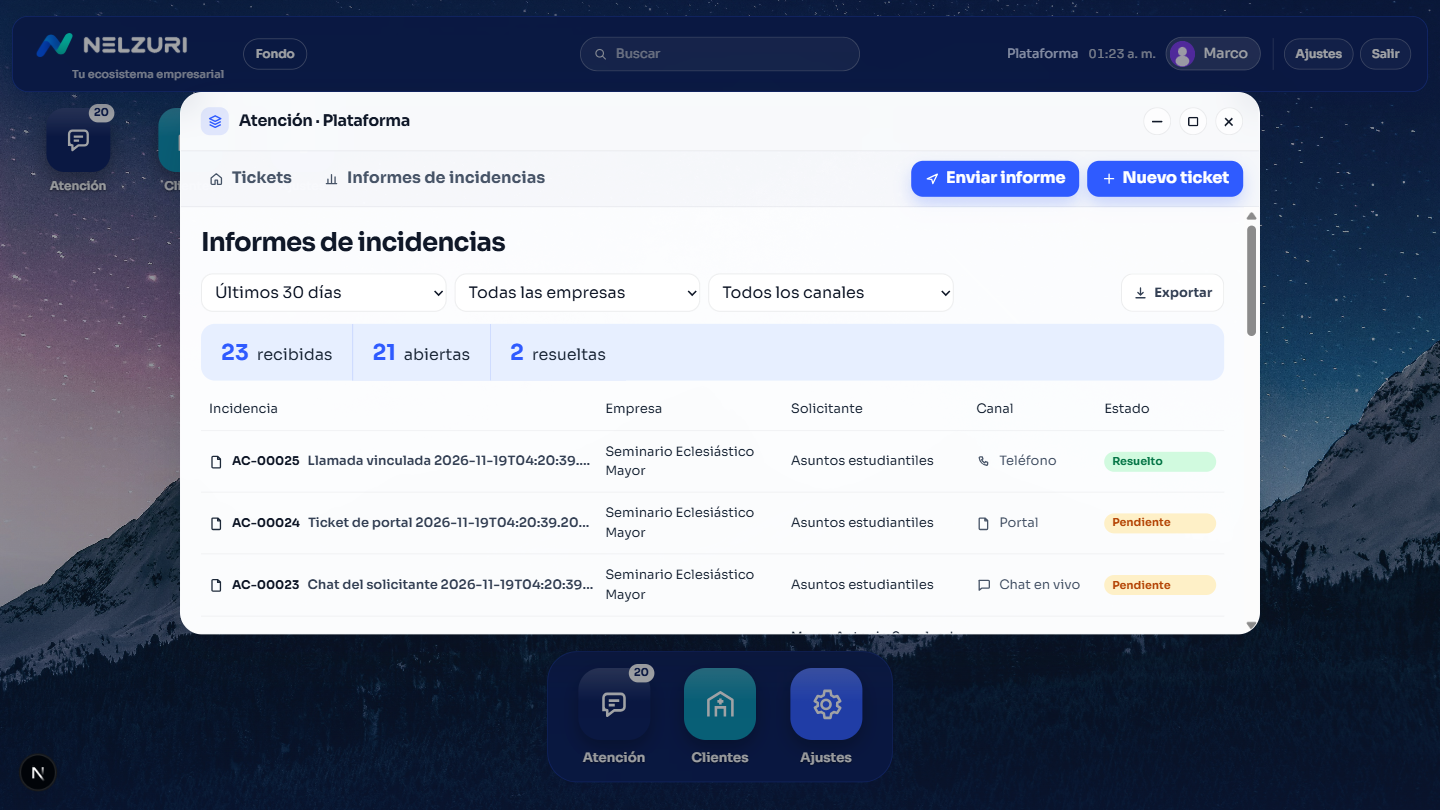 NELZURI
Tu ecosistema empresarial
Fondo
Buscar
Plataforma 01:23 a. m. Marco Ajustes Salir
20
Atención
Cli
Atención · Plataforma
Tickets Informes de incidencias Enviar informe Nuevo ticket
Informes de incidencias
Últimos 30 días Todas las empresas Todos los canales Exportar
23 recibidas 21 abiertas 2 resueltas
Incidencia Empresa Solicitante Canal Estado
AC-00025 Llamada vinculada 2026-11-19T04:20:39.... Seminario Eclesiástico Mayor Asuntos estudiantiles Teléfono Resuelto
AC-00024 Ticket de portal 2026-11-19T04:20:39.20... Seminario Eclesiástico Mayor Asuntos estudiantiles Portal Pendiente
AC-00023 Chat del solicitante 2026-11-19T04:20:39... Seminario Eclesiástico Mayor Asuntos estudiantiles Chat en vivo Pendiente
20
Atención Clientes Ajustes
N